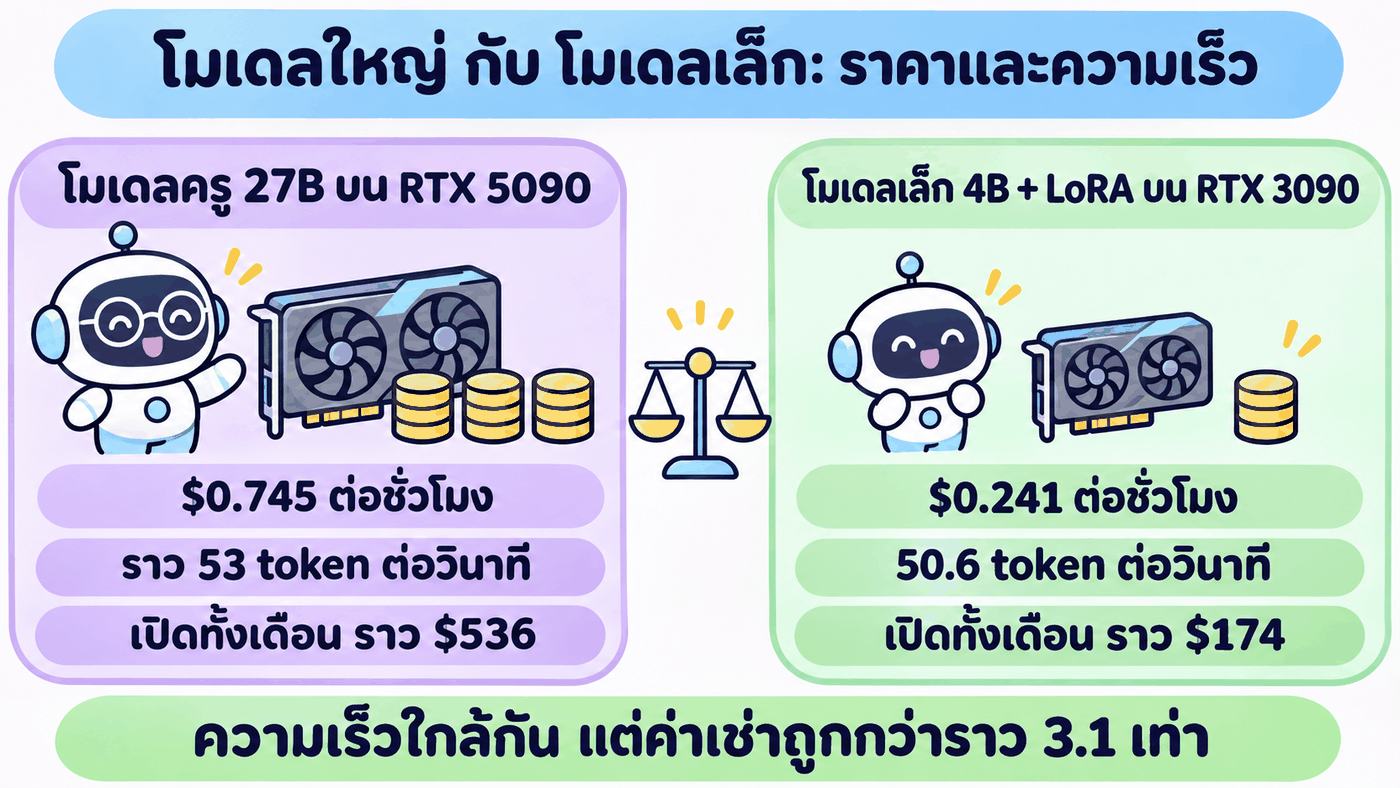 โมเดลใหญ่ กับ โมเดลเล็ก: ราคาและความเร็ว
โมเดลครู 27B บน RTX 5090
$0.745 ต่อชั่วโมง
ราว 53 token ต่อวินาที
เปิดทั้งเดือน ราว $536
โมเดลเล็ก 4B + LoRA บน RTX 3090
$0.241 ต่อชั่วโมง
50.6 token ต่อวินาที
เปิดทั้งเดือน ราว $174
ความเร็วใกล้กัน แต่ค่าเช่าถูกกว่าราว 3.1 เท่า